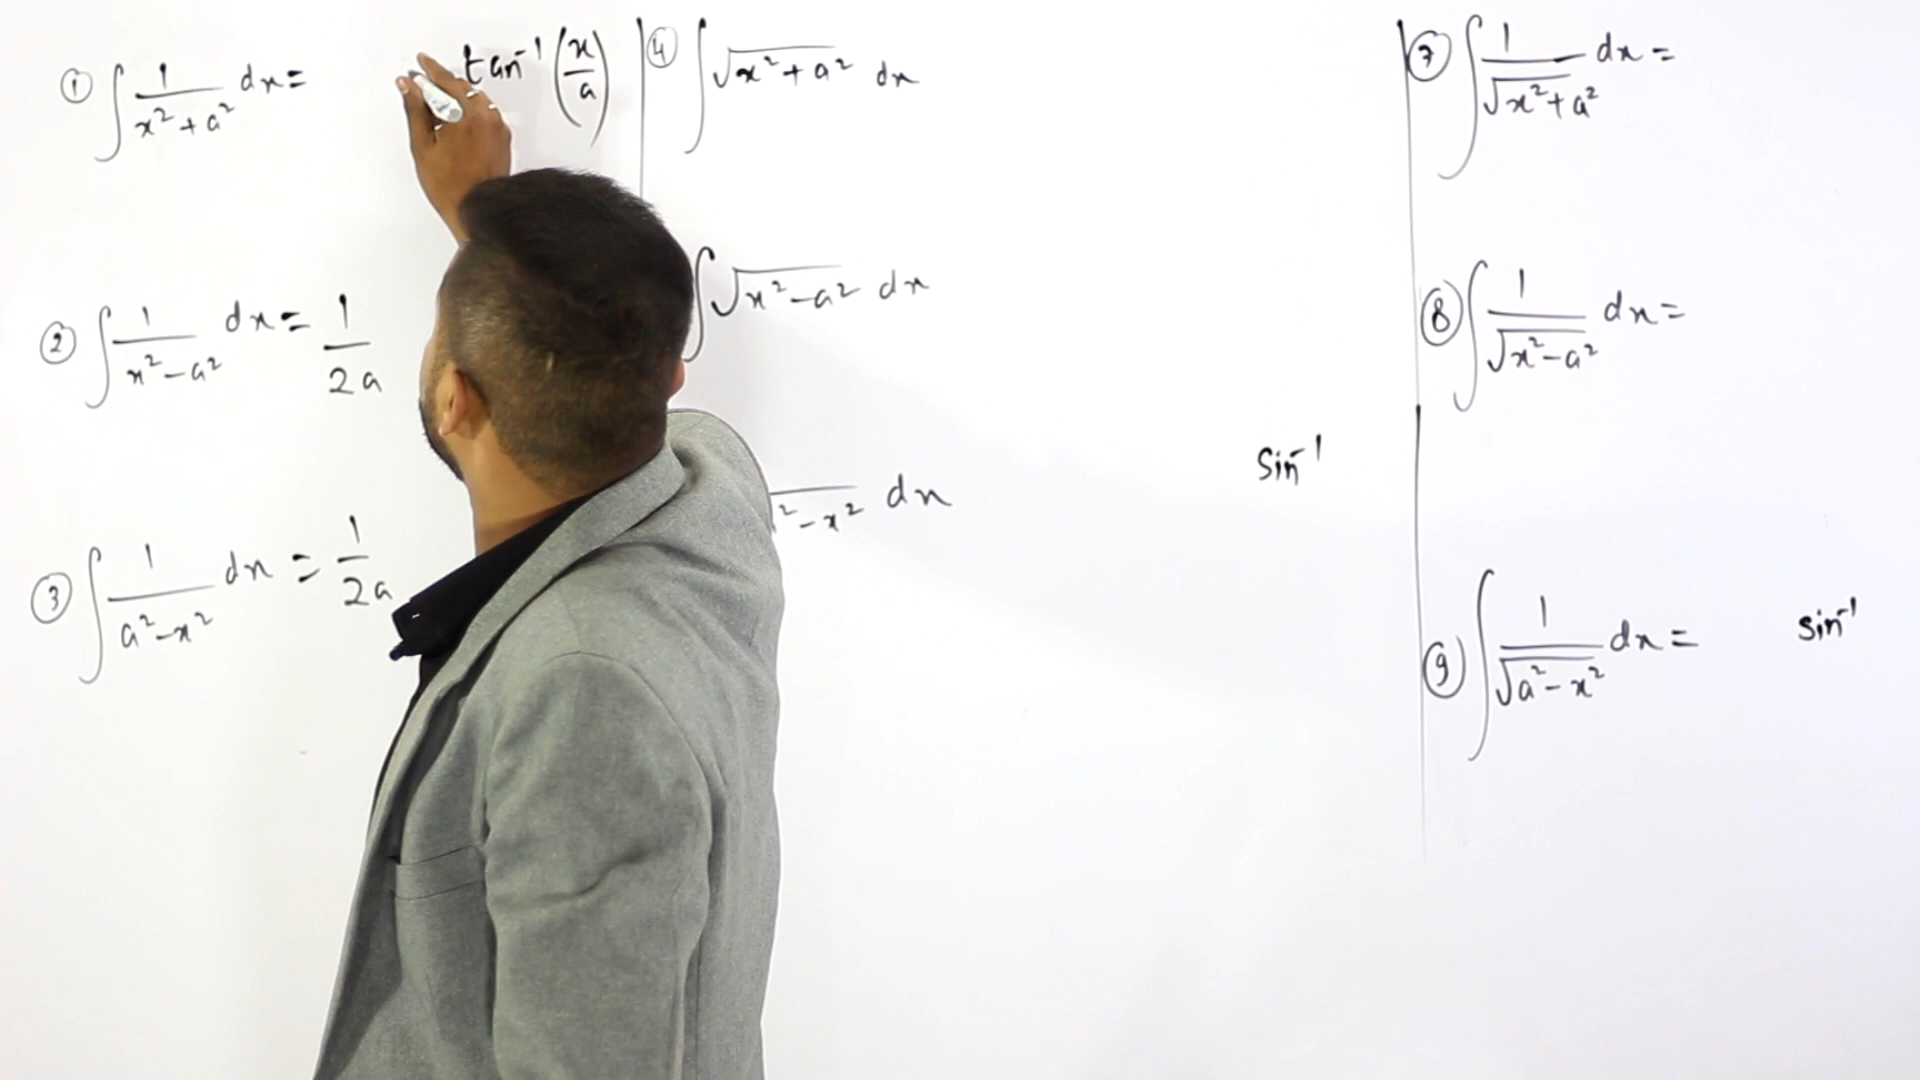 ① ∫ 1/(x² + a²) dx = tan⁻¹ (x/a)
② ∫ 1/(x² - a²) dx = 1/2a
③ ∫ 1/(a² - x²) dx = 1/2a
④ ∫ √(x² + a²) dx
∫ √(x² - a²) dx
² - x² dx
sin⁻¹
⑦ ∫ 1/√(x² + a²) dx =
⑧ ∫ 1/√(x² - a²) dx =
⑨ ∫ 1/√(a² - x²) dx = sin⁻¹